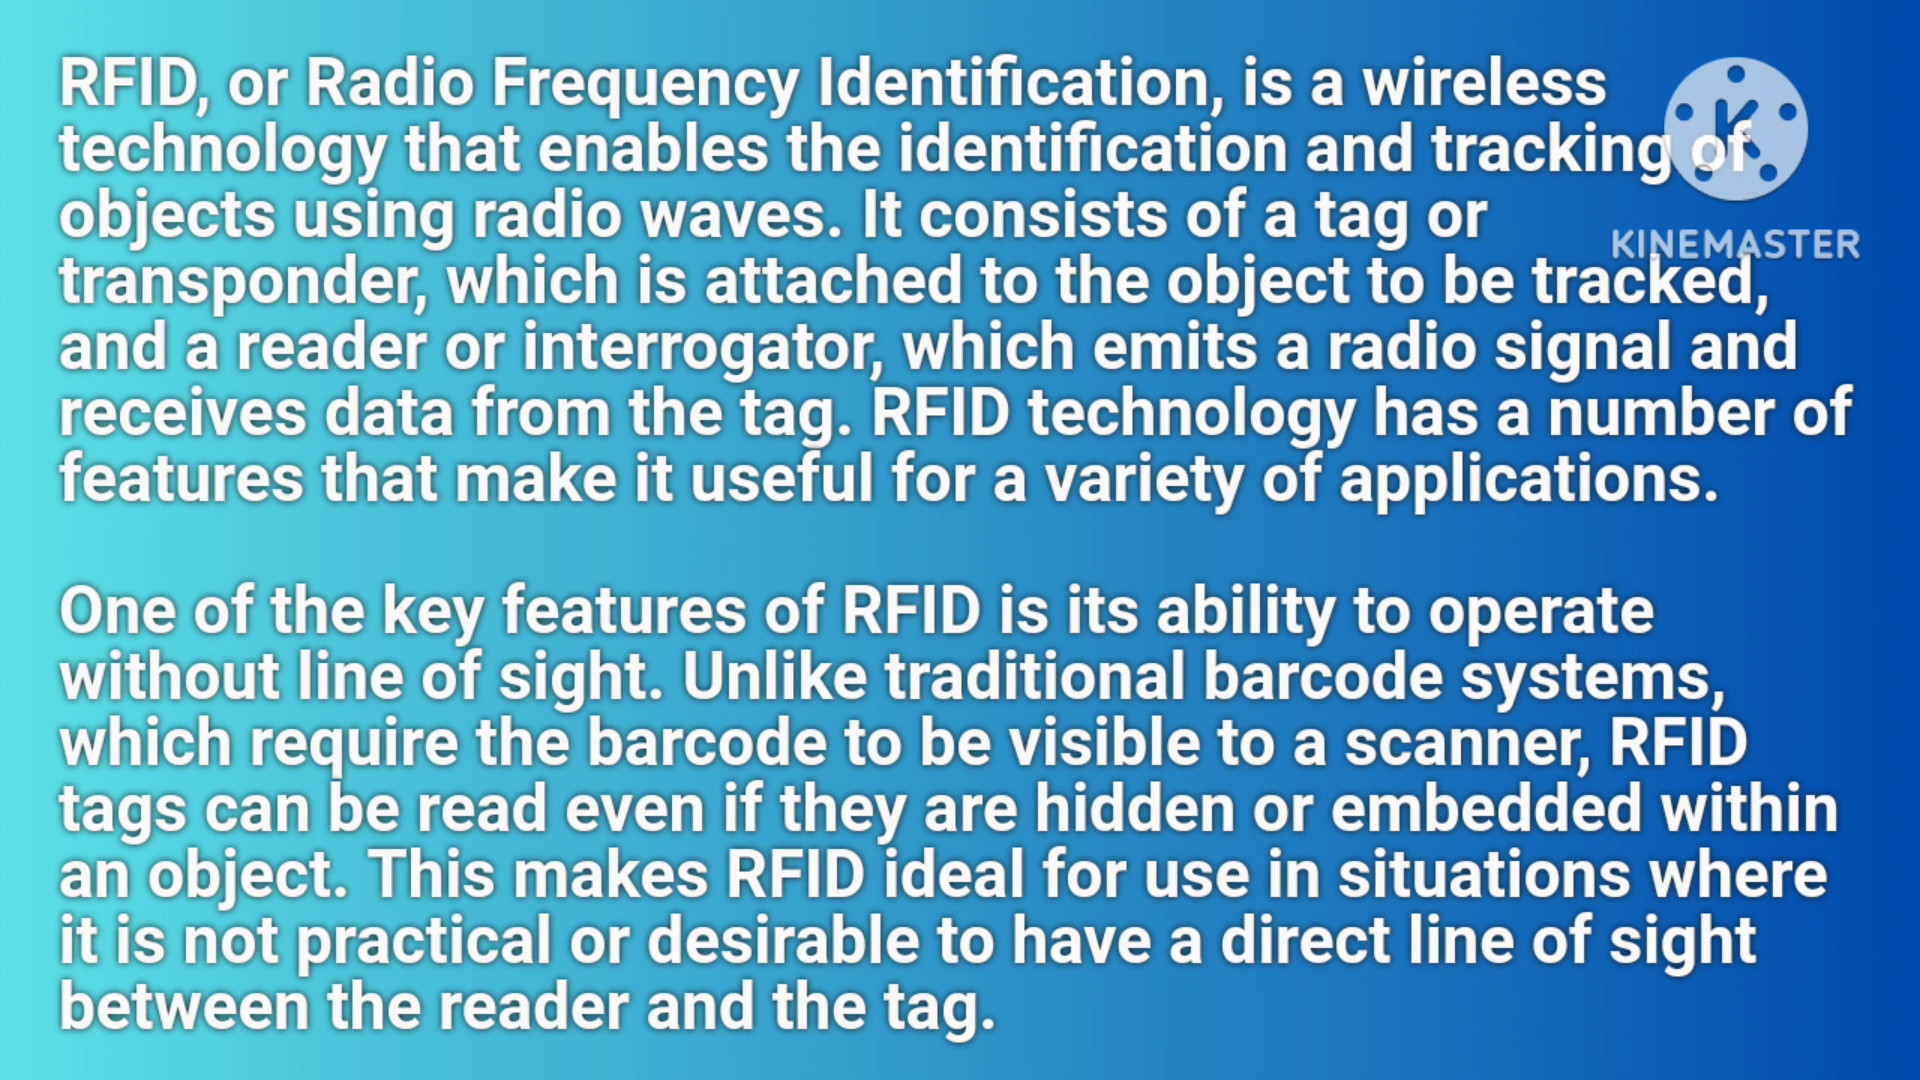 RFID, or Radio Frequency Identification, is a wireless
technology that enables the identification and tracking of
objects using radio waves. It consists of a tag or
KINEMASTER
transponder, which is attached to the object to be tracked,
and a reader or interrogator, which emits a radio signal and
receives data from the tag. RFID technology has a number of
features that make it useful for a variety of applications.
One of the key features of RFID is its ability to operate
without line of sight. Unlike traditional barcode systems,
which require the barcode to be visible to a scanner, RFID
tags can be read even if they are hidden or embedded within
an object. This makes RFID ideal for use in situations where
it is not practical or desirable to have a direct line of sight
between the reader and the tag.